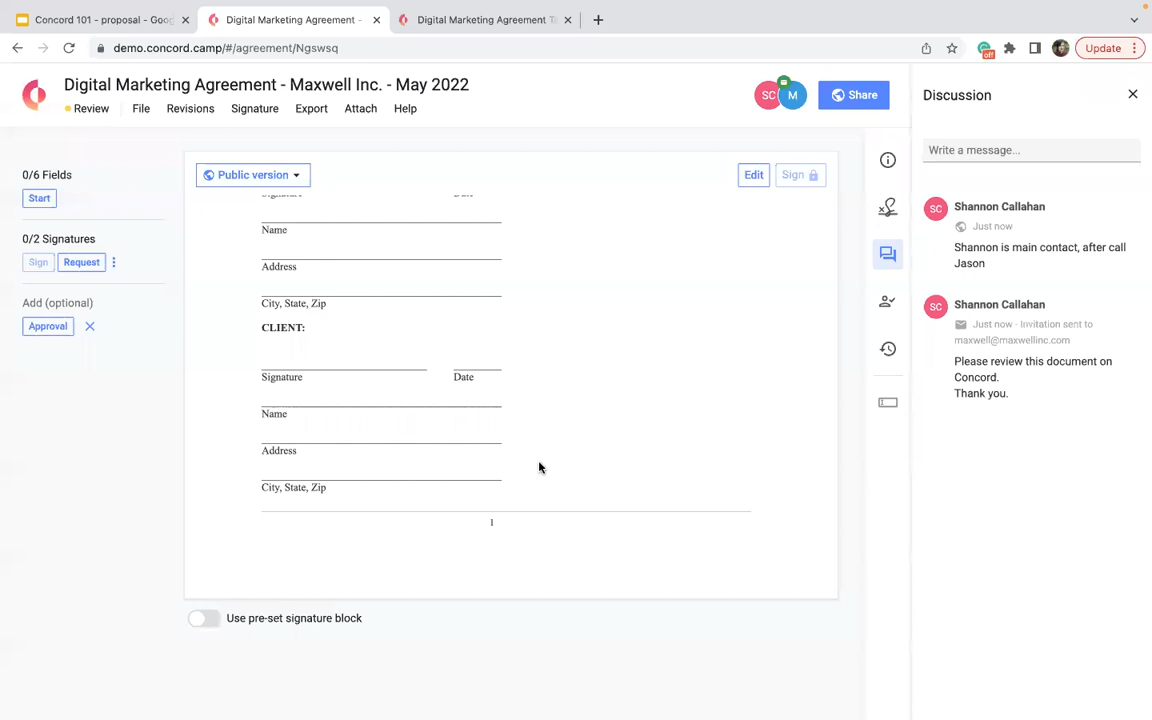 Concord 101 - proposal - Goo
Digital Marketing Agreement -
Digital Marketing Agreement T
demo.concord.camp/#/agreement/Ngswsq
off
Update
Digital Marketing Agreement - Maxwell Inc. - May 2022
Review File Revisions Signature Export Attach Help
SC M
Share
Discussion
0/6 Fields
Start
0/2 Signatures
Sign Request
Add (optional)
Approval
Public version
Edit
Sign
Signature Date
Name
Address
City, State, Zip
CLIENT:
Signature Date
Name
Address
City, State, Zip
1
Use pre-set signature block
Write a message...
SC
Shannon Callahan
Just now
Shannon is main contact, after call
Jason
SC
Shannon Callahan
Just now - Invitation sent to
maxwell@maxwellinc.com
Please review this document on
Concord.
Thank you.